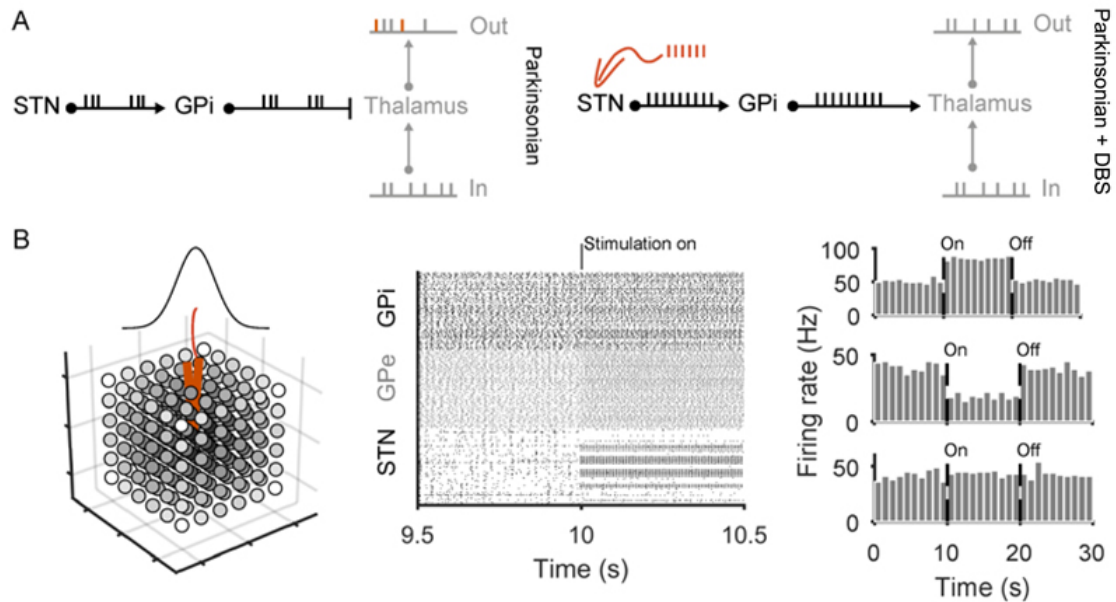 A
Out
Parkinsonian
STN
GPi
Thalamus
In
Out
Parkinsonian + DBS
STN
GPi
Thalamus
In
B
Stimulation on
GPi
GPe
STN
9.5
10
10.5
Time (s)
Firing rate (Hz)
On
Off
100
50
0
On
Off
50
0
On
Off
50
0
0
10
20
30
Time (s)